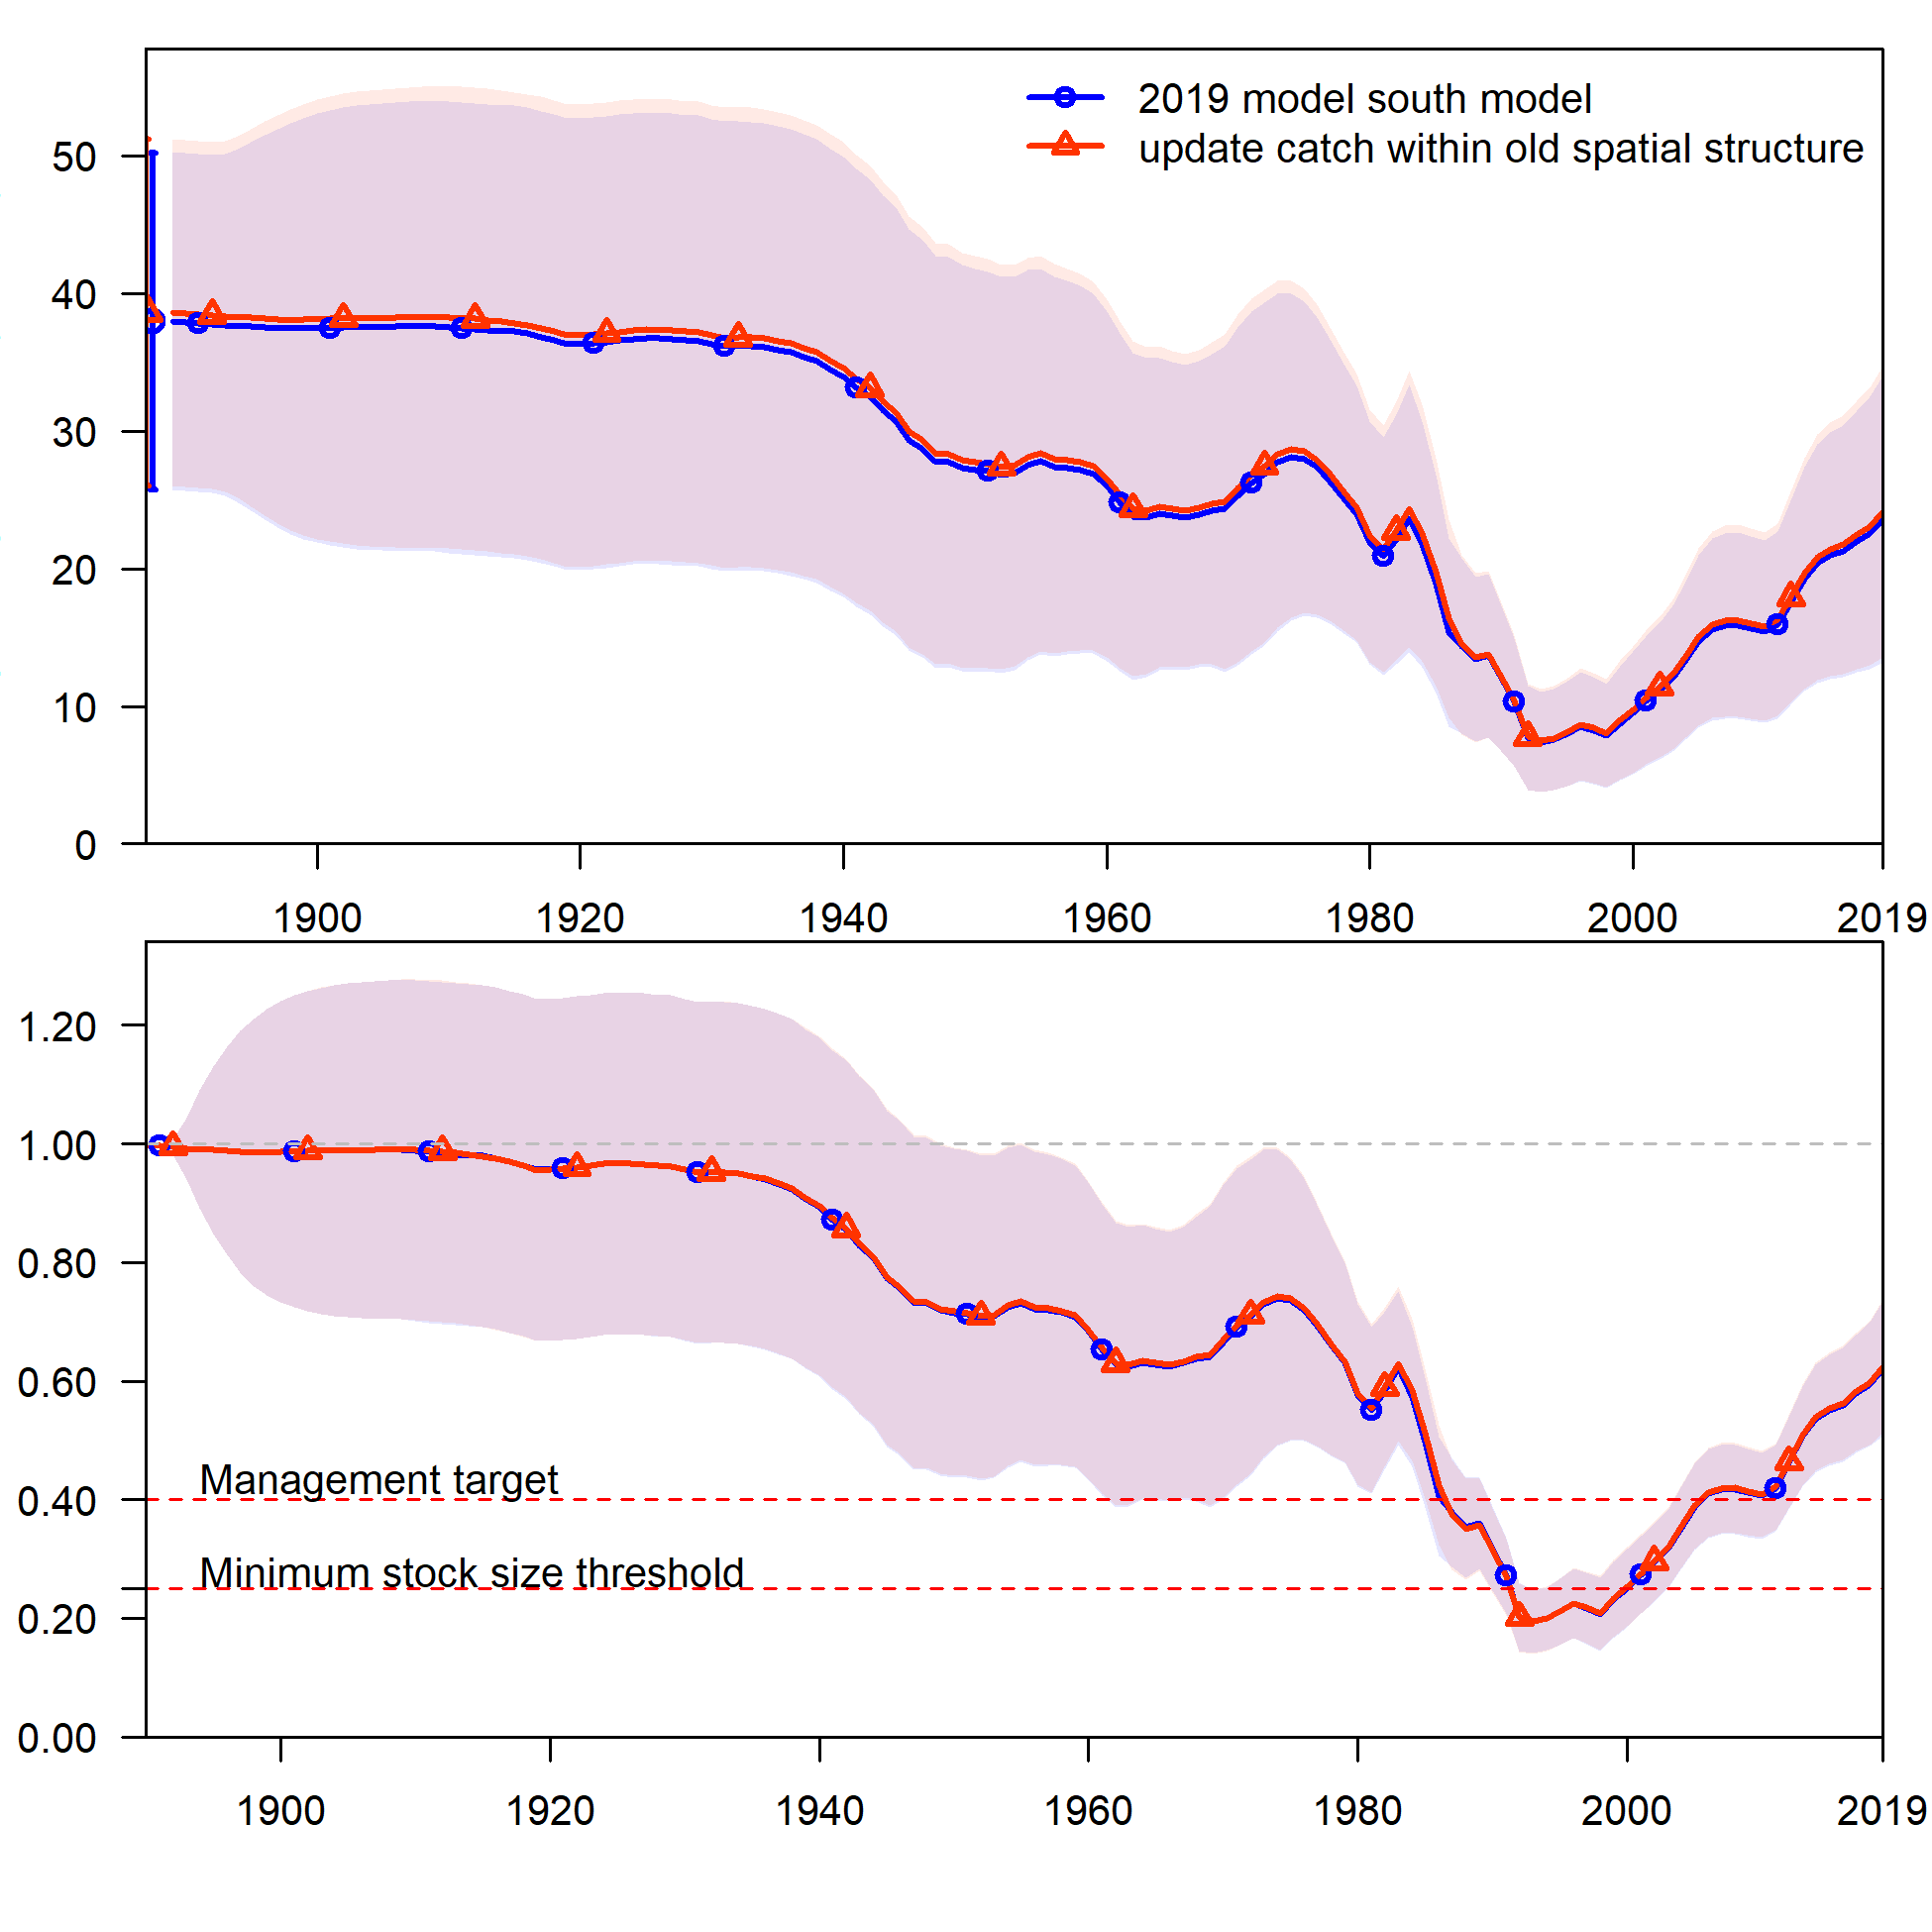 2019 model south model
update catch within old spatial structure
50
40
30
20
10
0
1900 1920 1940 1960 1980 2000 2019
1.20
1.00
0.80
0.60
Management target
0.40
Minimum stock size threshold
0.20
0.00
1900 1920 1940 1960 1980 2000 2019